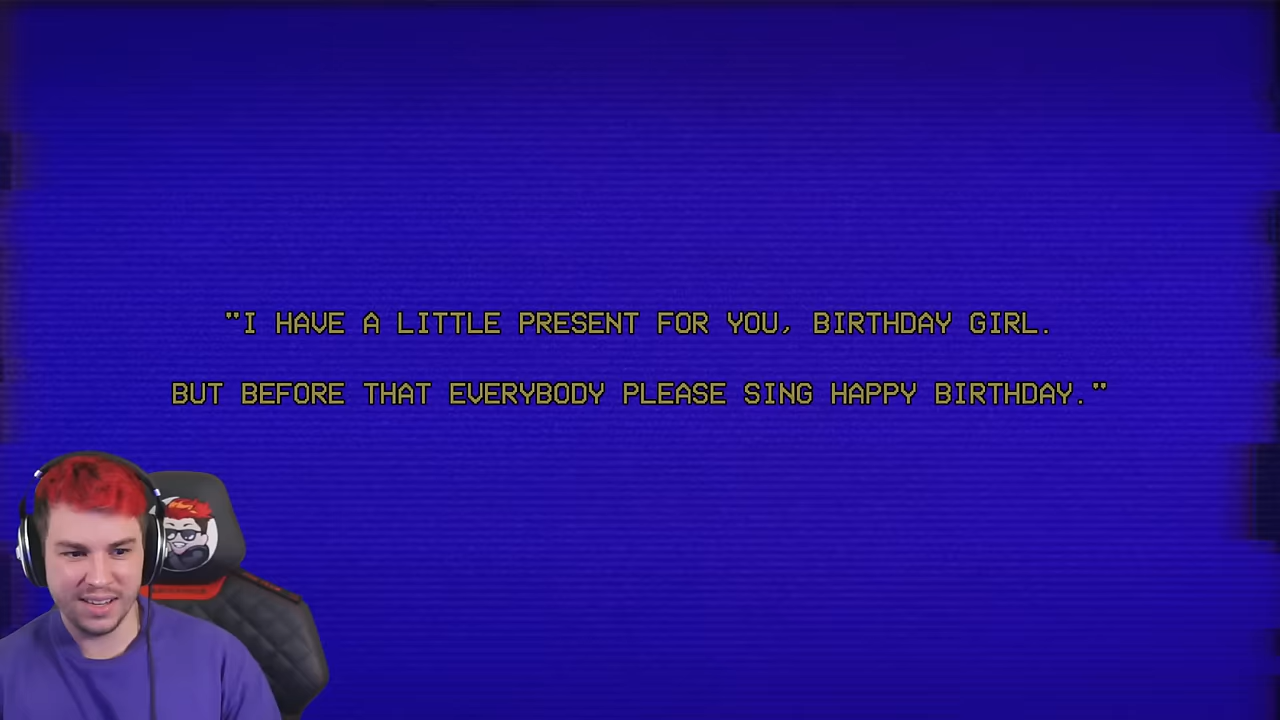 "I HAVE A LITTLE PRESENT FOR YOU, BIRTHDAY GIRL.
BUT BEFORE THAT EVERYBODY PLEASE SING HAPPY BIRTHDAY."